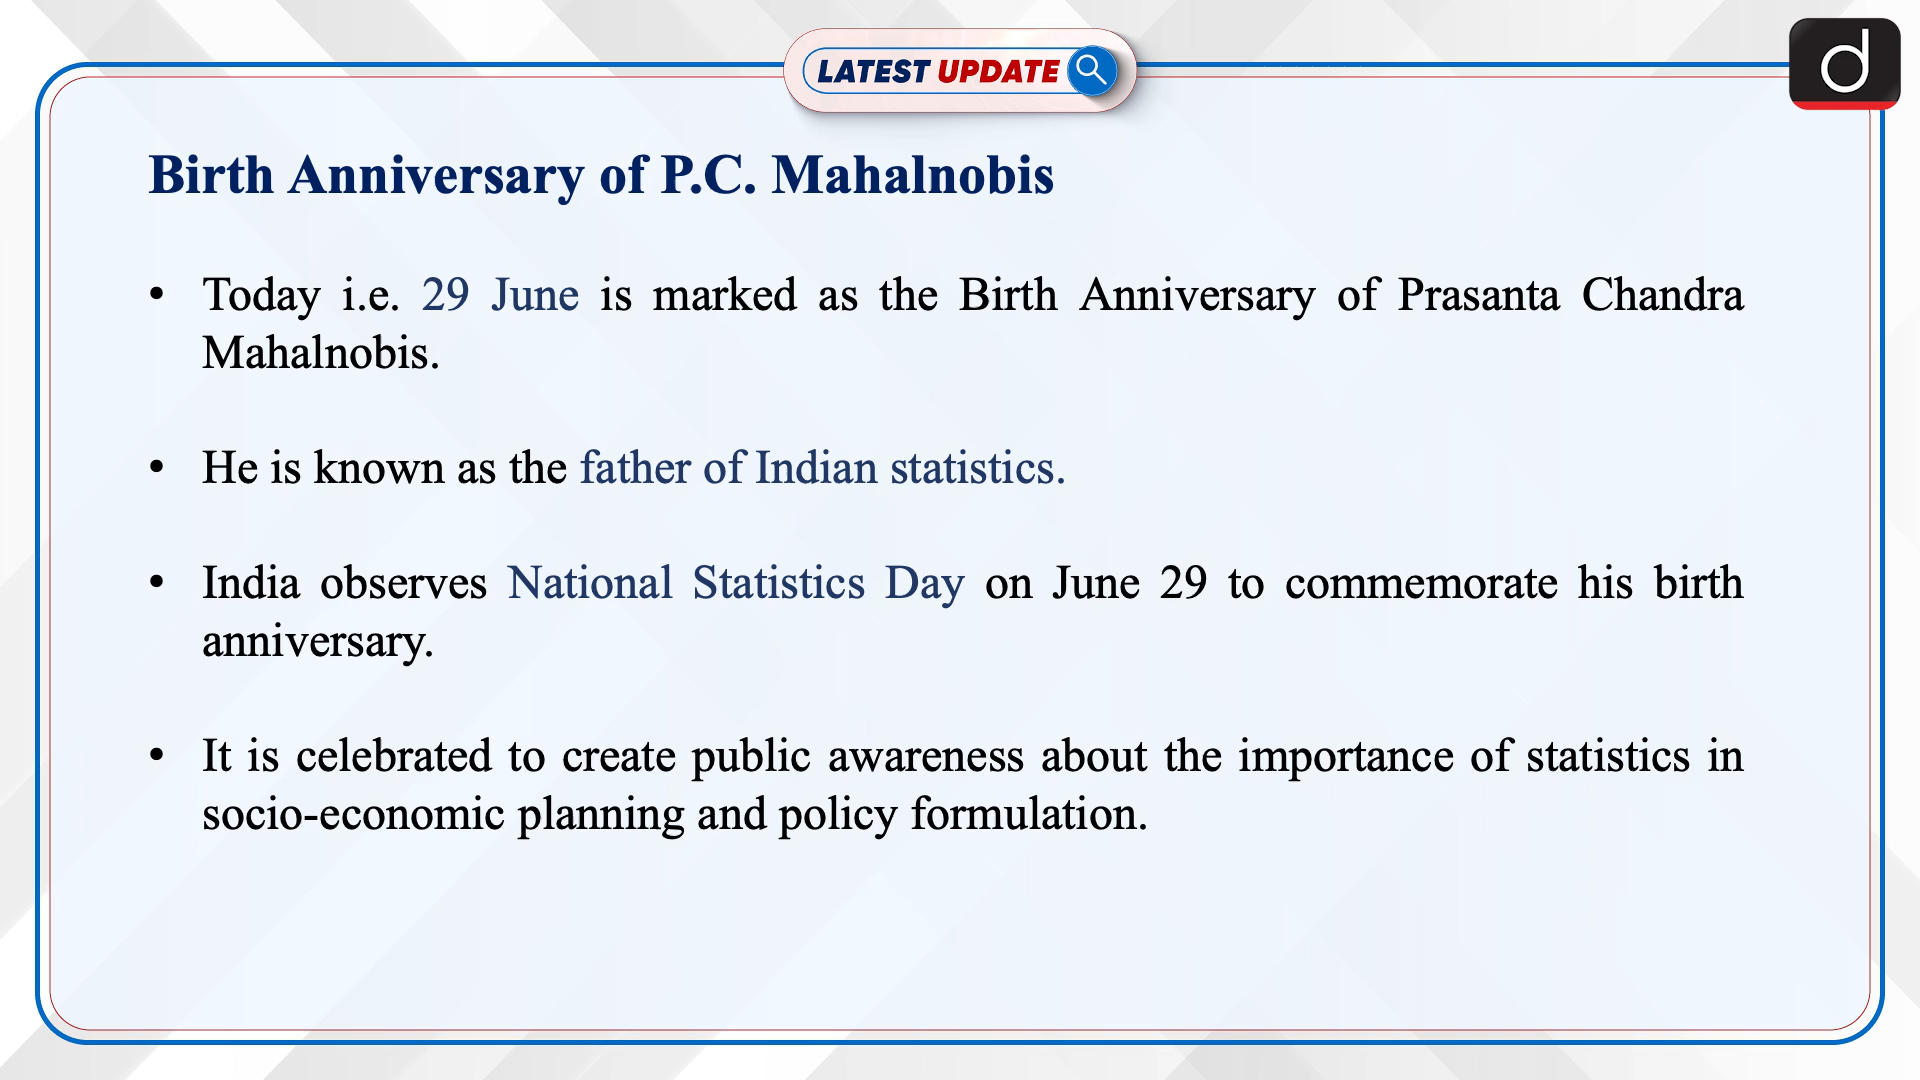 LATEST UPDATE
d
Birth Anniversary of P.C. Mahalnobis
• Today i.e. 29 June is marked as the Birth Anniversary of Prasanta Chandra
Mahalnobis.
• He is known as the father of Indian statistics.
• India observes National Statistics Day on June 29 to commemorate his birth
anniversary.
• It is celebrated to create public awareness about the importance of statistics in
socio-economic planning and policy formulation.